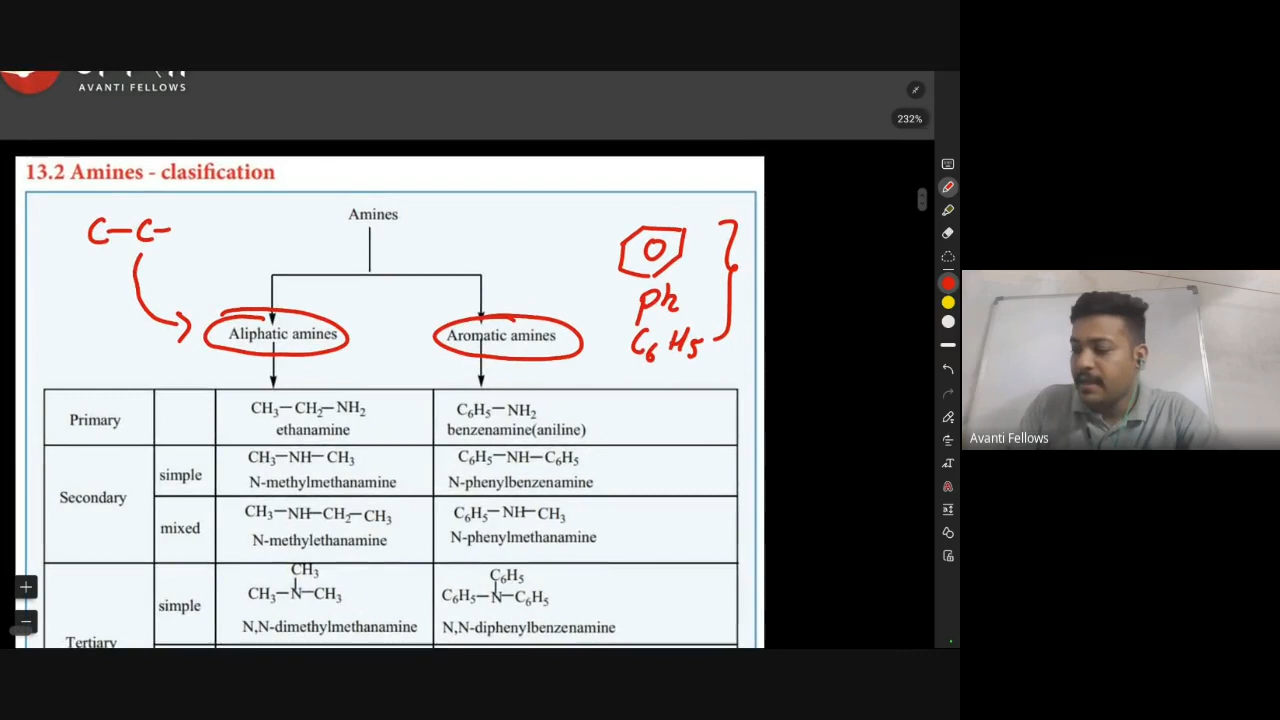 AVANTI FELLOWS
232%
13.2 Amines - clasification
Amines
C-C-
Ph
C6H5
Aliphatic amines
Aromatic amines
Primary
CH3-CH2-NH2
ethanamine
C6H5-NH2
benzenamine(aniline)
Secondary
simple
CH3-NH-CH3
N-methylmethanamine
C6H5-NH-C6H5
N-phenylbenzenamine
mixed
CH3-NH-CH2-CH3
N-methylethanamine
C6H5-NH-CH3
N-phenylmethanamine
Tertiary
simple
CH3
CH3-N-CH3
N,N-dimethylmethanamine
C6H5
C6H5-N-C6H5
N,N-diphenylbenzenamine
Avanti Fellows